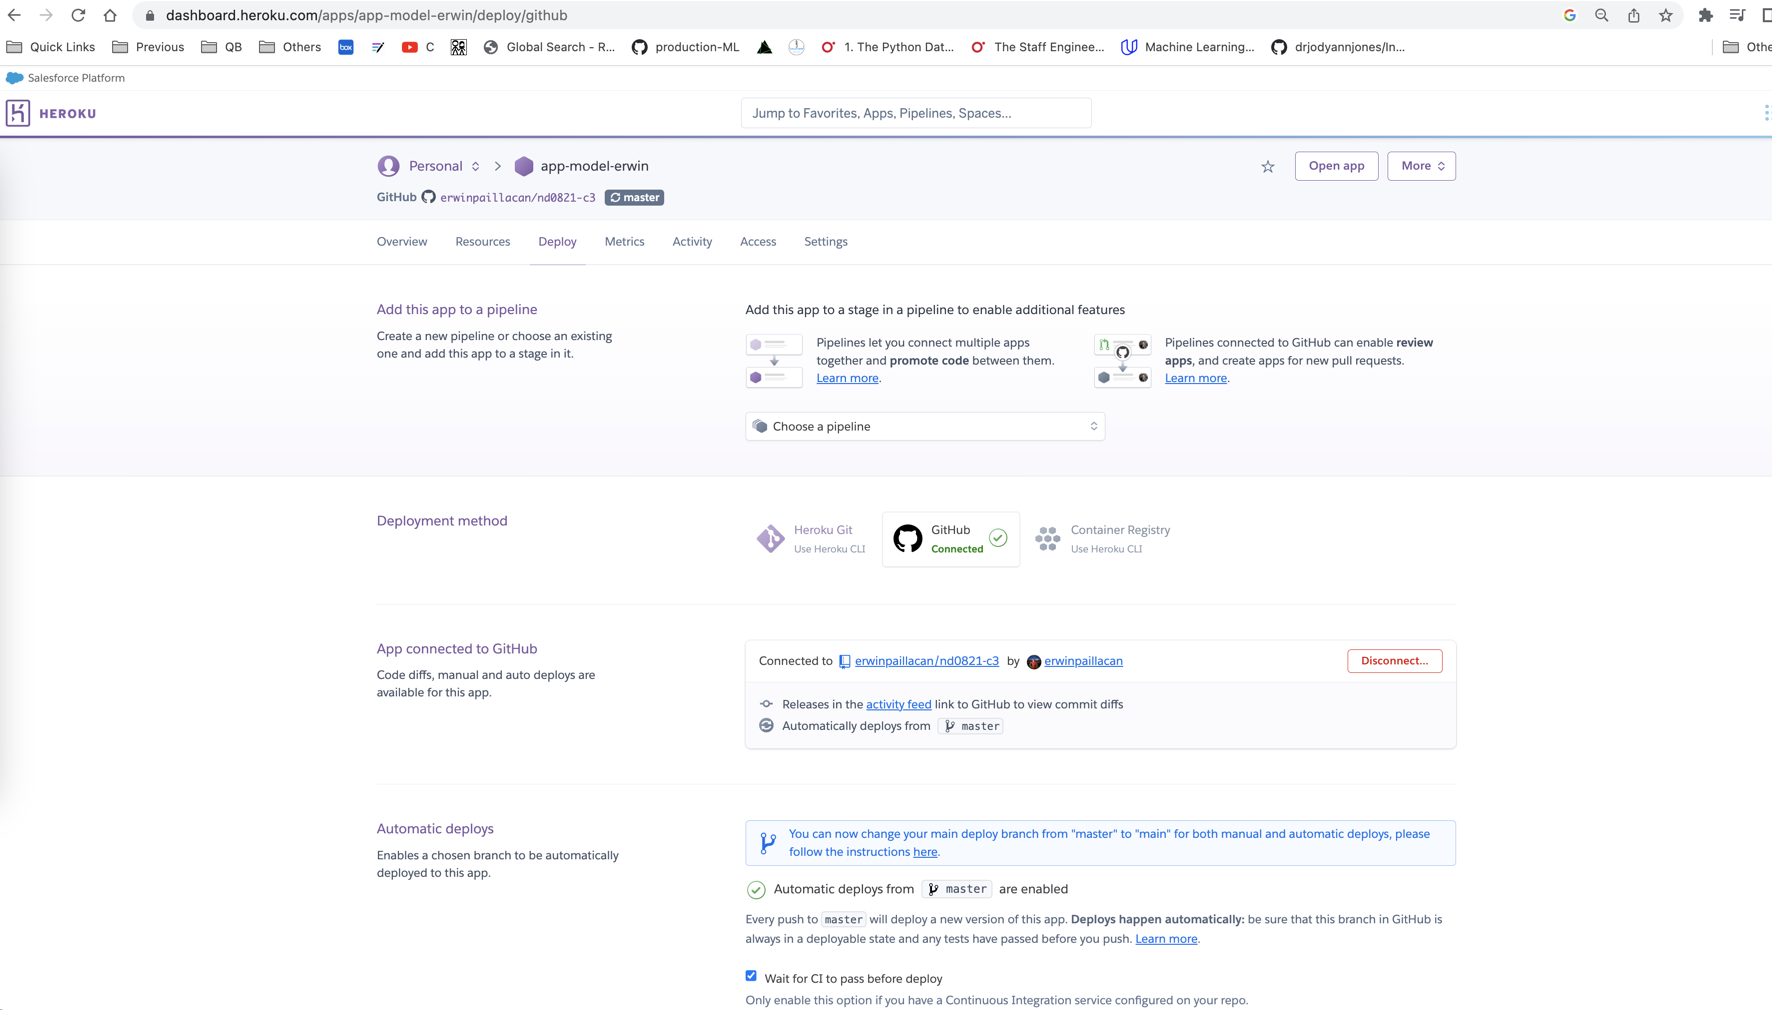 dashboard.heroku.com/apps/app-model-erwin/deploy/github
Quick Links Previous QB Others box C Global Search - R... production-ML 1. The Python Dat... The Staff Enginee... Machine Learning... drjodyannjones/In... Othe
Salesforce Platform
HEROKU
Jump to Favorites, Apps, Pipelines, Spaces...
Personal > app-model-erwin
Open app
More
GitHub erwinpaillacan/nd0821-c3 master
Overview Resources Deploy Metrics Activity Access Settings
Add this app to a pipeline
Create a new pipeline or choose an existing
one and add this app to a stage in it.
Add this app to a stage in a pipeline to enable additional features
Pipelines let you connect multiple apps
together and promote code between them.
Learn more.
Pipelines connected to GitHub can enable review
apps, and create apps for new pull requests.
Learn more.
Choose a pipeline
Deployment method
Heroku Git
Use Heroku CLI
GitHub
Connected
Container Registry
Use Heroku CLI
App connected to GitHub
Code diffs, manual and auto deploys are
available for this app.
Connected to erwinpaillacan/nd0821-c3 by erwinpaillacan
Disconnect...
Releases in the activity feed link to GitHub to view commit diffs
Automatically deploys from master
Automatic deploys
Enables a chosen branch to be automatically
deployed to this app.
You can now change your main deploy branch from "master" to "main" for both manual and automatic deploys, please
follow the instructions here.
Automatic deploys from master are enabled
Every push to master will deploy a new version of this app. Deploys happen automatically: be sure that this branch in GitHub is
always in a deployable state and any tests have passed before you push. Learn more.
Wait for CI to pass before deploy
Only enable this option if you have a Continuous Integration service configured on your repo.